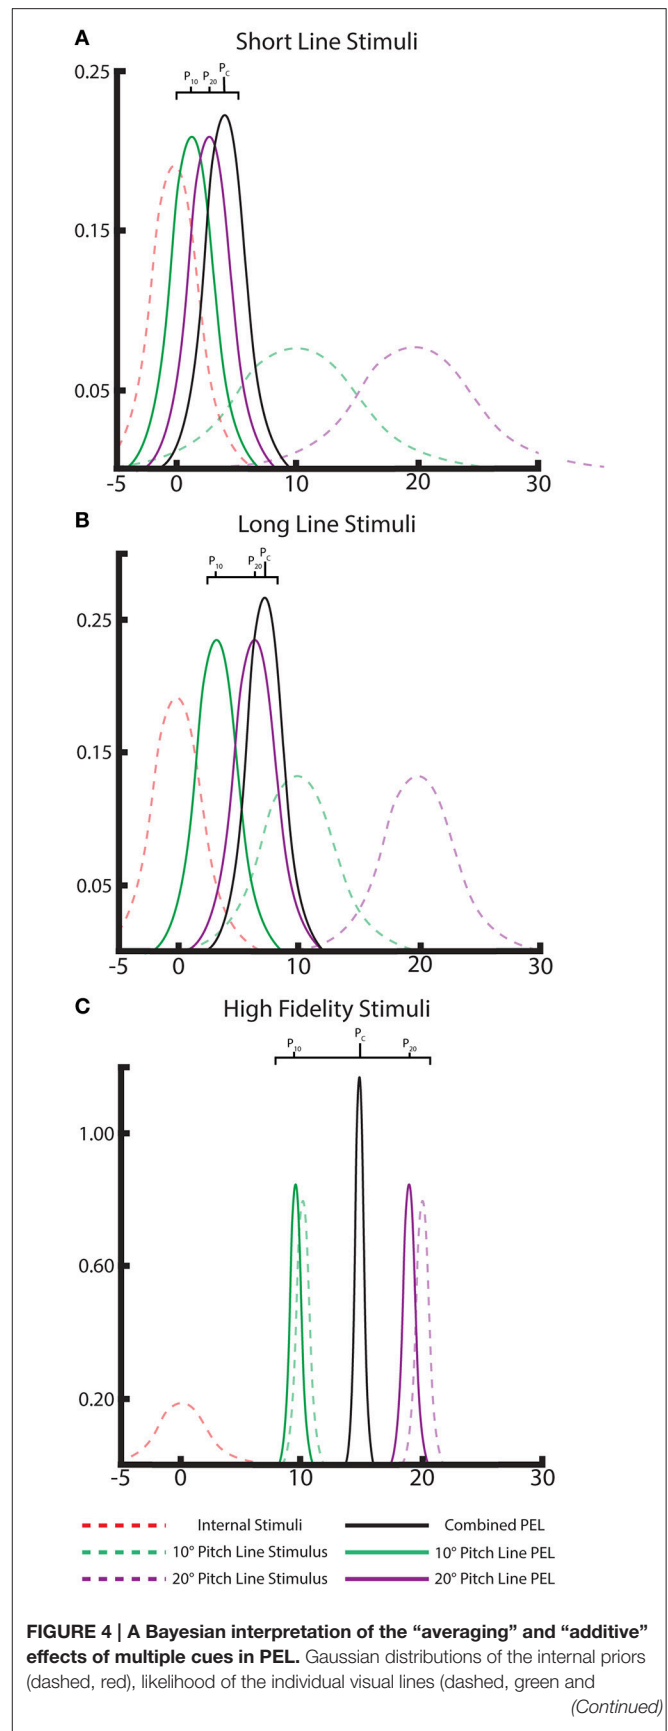 A
Short Line Stimuli
P10 P20 PC
0.25
0.15
0.05
-5 0 10 20 30
B
Long Line Stimuli
P10 P20 PC
0.25
0.15
0.05
-5 0 10 20 30
C
High Fidelity Stimuli
P10 PC P20
1.00
0.60
0.20
-5 0 10 20 30
Internal Stimuli Combined PEL
10° Pitch Line Stimulus 10° Pitch Line PEL
20° Pitch Line Stimulus 20° Pitch Line PEL
FIGURE 4 | A Bayesian interpretation of the “averaging” and “additive”
effects of multiple cues in PEL. Gaussian distributions of the internal priors
(dashed, red), likelihood of the individual visual lines (dashed, green and
(Continued)